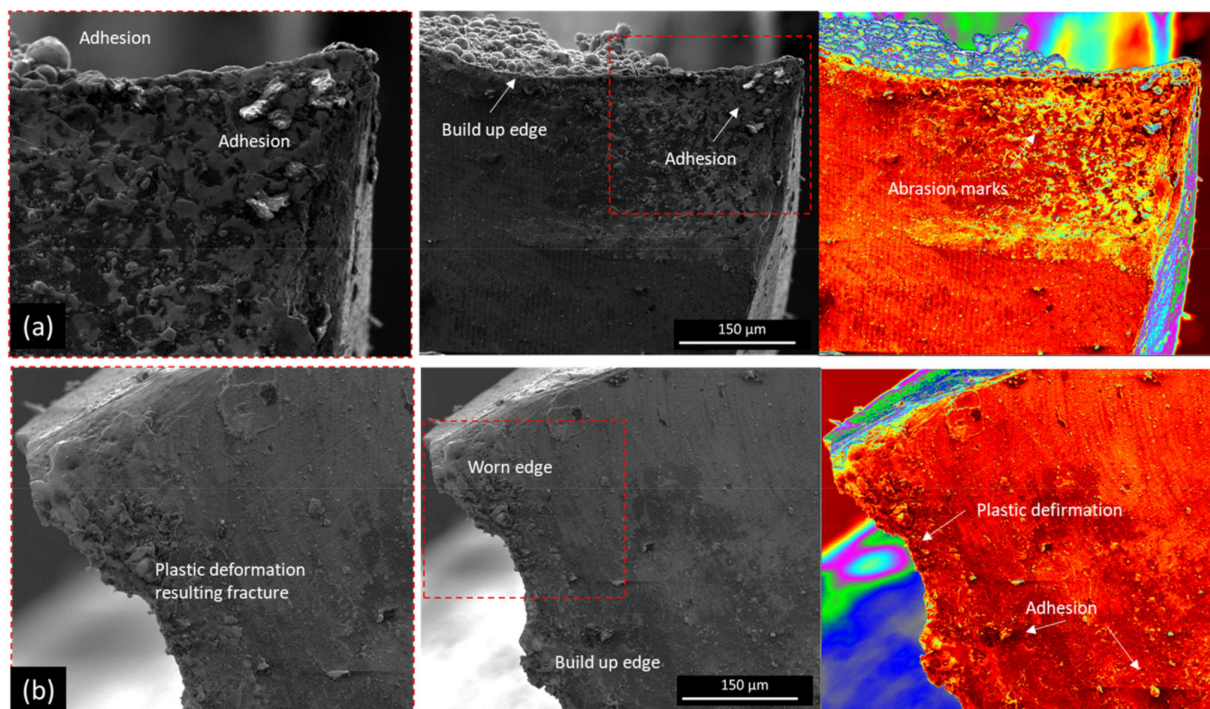 Adhesion
Adhesion
(a)
Build up edge
Adhesion
150 µm
Abrasion marks
Plastic deformation
resulting fracture
(b)
Worn edge
Build up edge
150 µm
Plastic defirmation
Adhesion